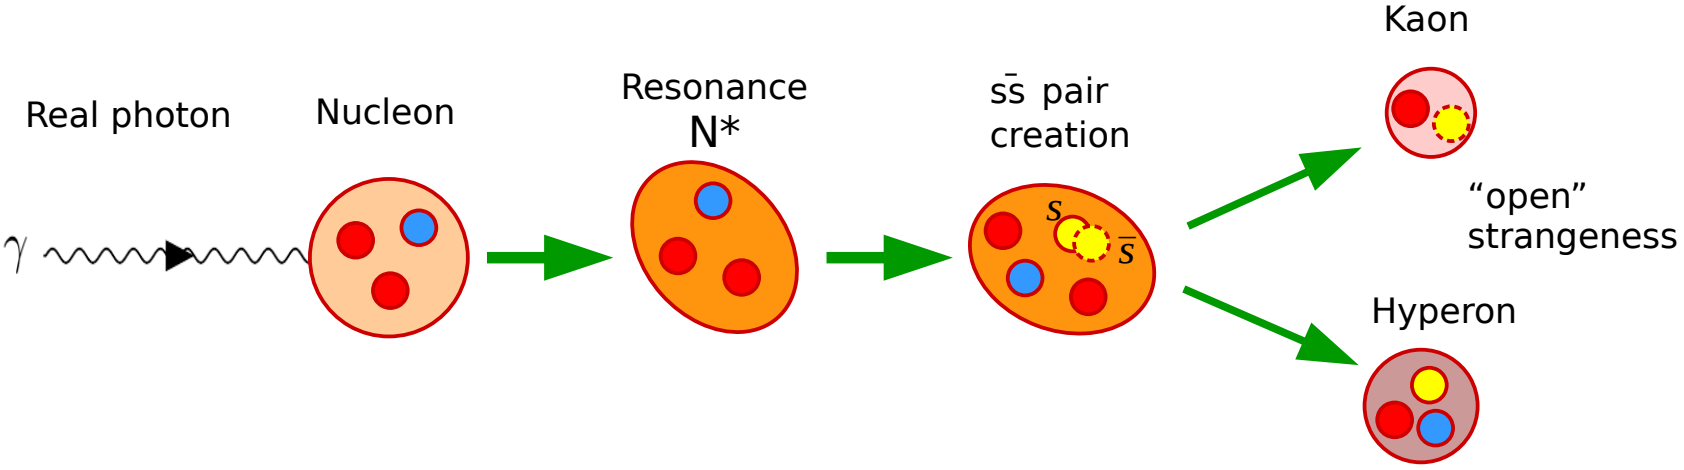 Real photon
Nucleon
Resonance
N*
ss̄ pair
creation
Kaon
“open”
strangeness
Hyperon
γ
s
s̄